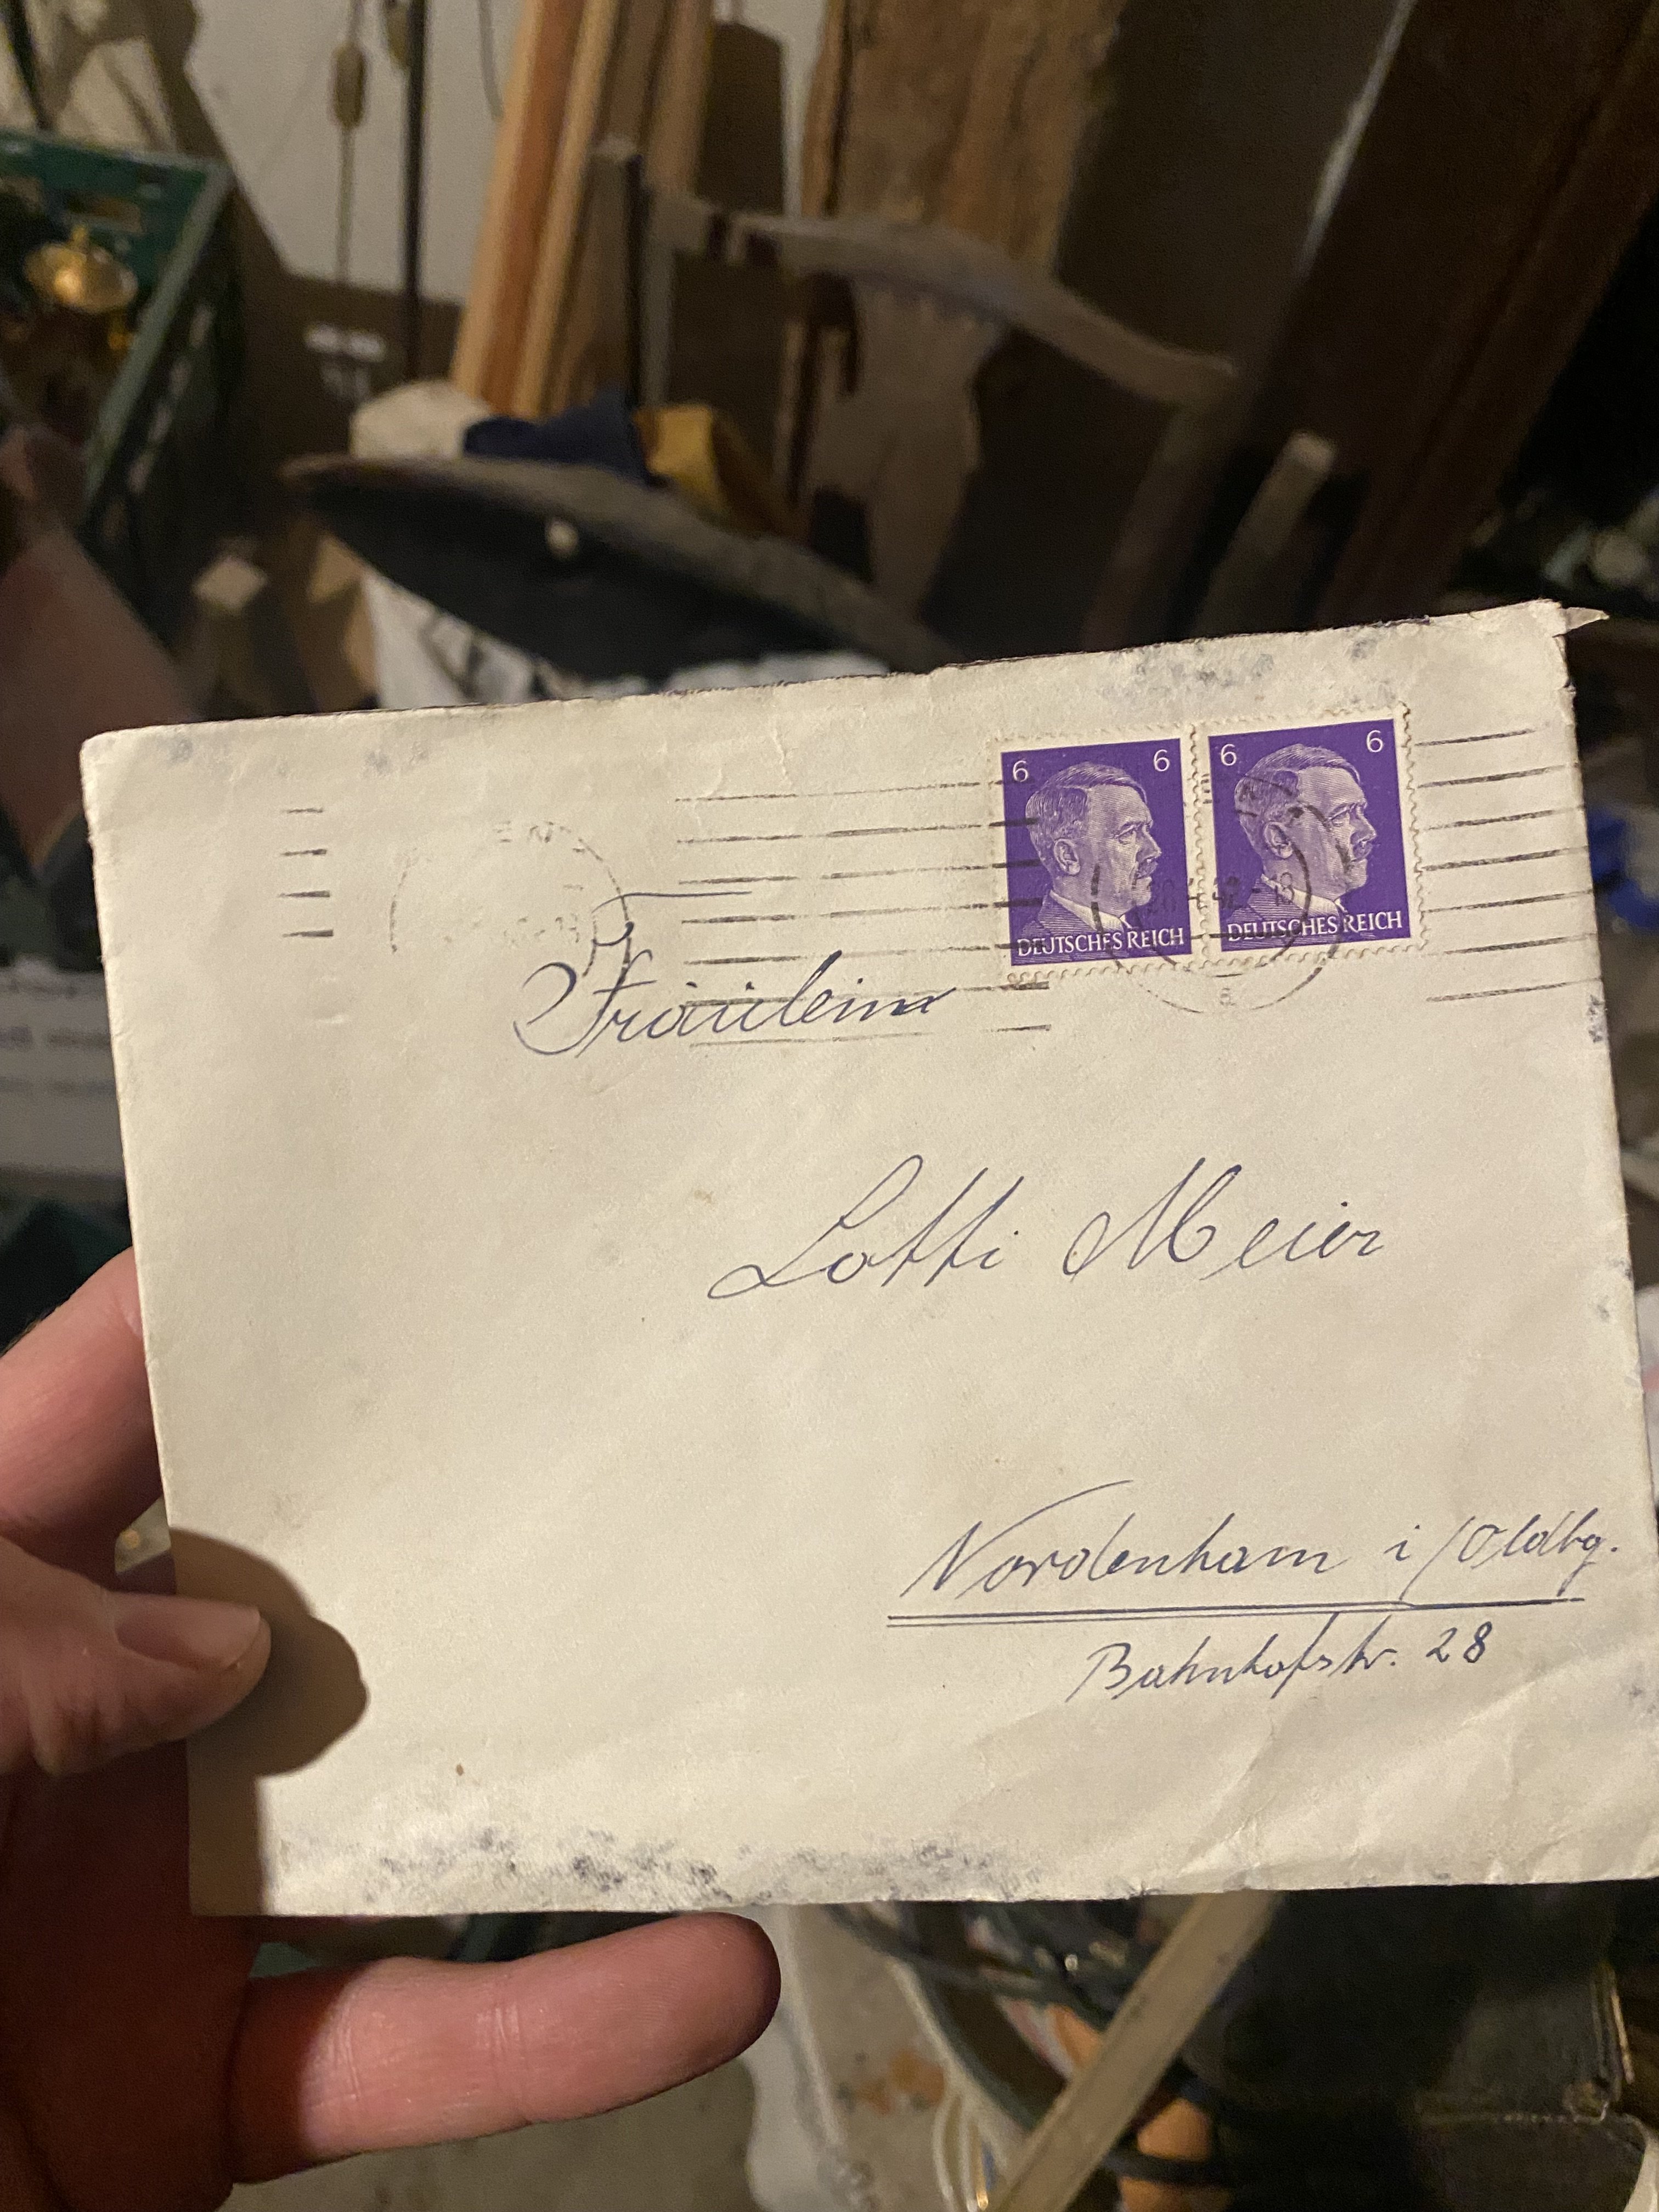 6 6 6 6
DEUTSCHES REICH DEUTSCHES REICH
Fräulein
Lotti Meier
Nordenham i/Oldbg.
Bahnhofstr. 28